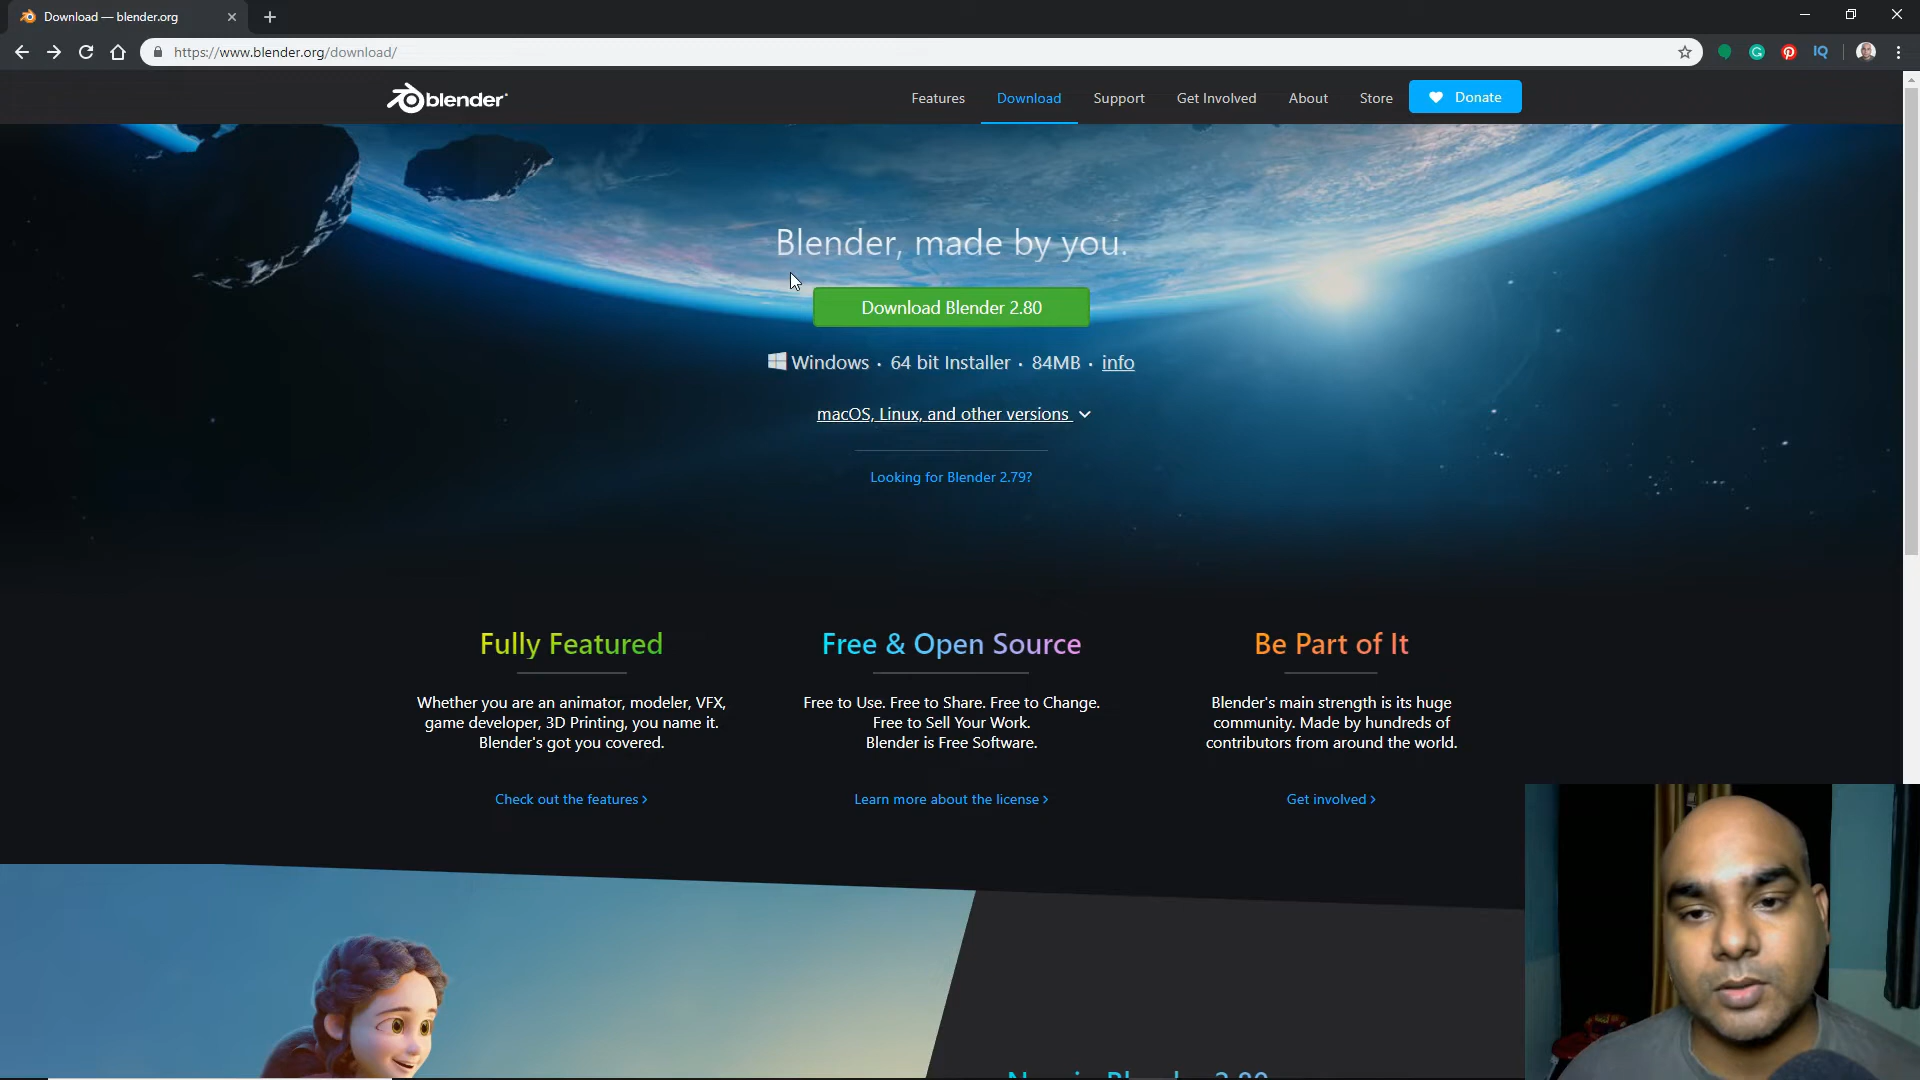 Download — blender.org
https://www.blender.org/download/
IQ
blender
Features
Download
Support
Get Involved
About
Store
Donate
Blender, made by you.
Download Blender 2.80
Windows · 64 bit Installer · 84MB · info
macOS, Linux, and other versions
Looking for Blender 2.79?
Fully Featured
Whether you are an animator, modeler, VFX,
game developer, 3D Printing, you name it.
Blender's got you covered.
Check out the features ›
Free & Open Source
Free to Use. Free to Share. Free to Change.
Free to Sell Your Work.
Blender is Free Software.
Learn more about the license ›
Be Part of It
Blender's main strength is its huge
community. Made by hundreds of
contributors from around the world.
Get involved ›